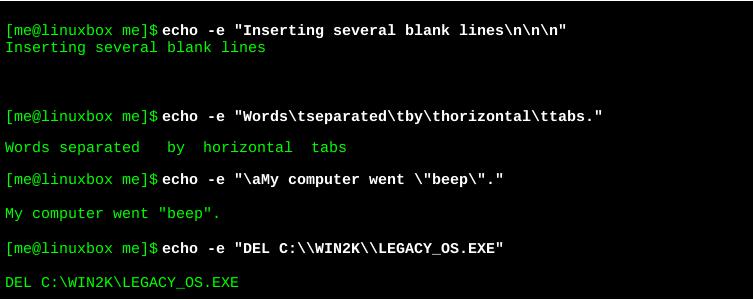 [me@linuxbox me]$ echo -e "Inserting several blank lines\n\n\n"
Inserting several blank lines
[me@linuxbox me]$ echo -e "Words\tseparated\tby\thorizontal\ttabs."
Words separated   by  horizontal  tabs
[me@linuxbox me]$ echo -e "\aMy computer went \"beep\"."
My computer went "beep".
[me@linuxbox me]$ echo -e "DEL C:\\WIN2K\\LEGACY_OS.EXE"
DEL C:\WIN2K\LEGACY_OS.EXE